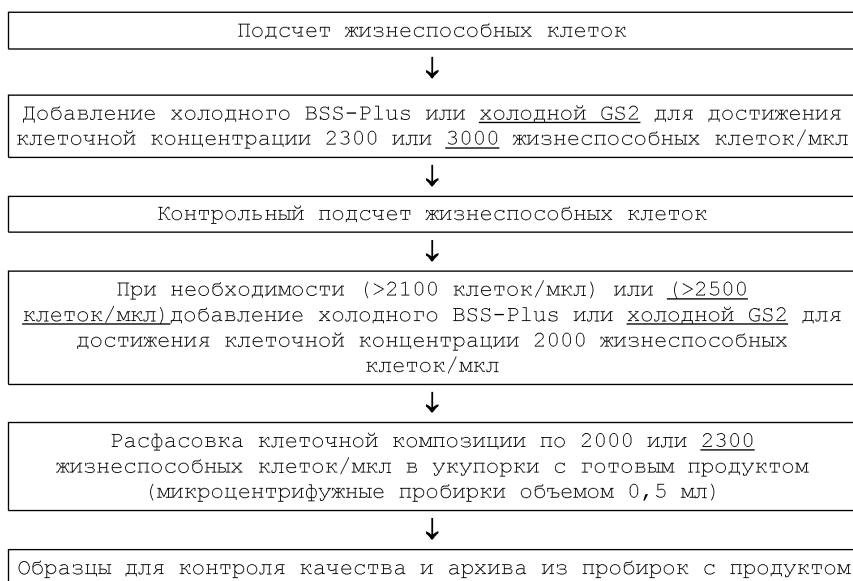 Подсчет жизнеспособных клеток
↓
Добавление холодного BSS-Plus или холодной GS2 для достижения
клеточной концентрации 2300 или 3000 жизнеспособных клеток/мкл
↓
Контрольный подсчет жизнеспособных клеток
↓
При необходимости (>2100 клеток/мкл) или (>2500
клеток/мкл)добавление холодного BSS-Plus или холодной GS2 для
достижения клеточной концентрации 2000 жизнеспособных
клеток/мкл
↓
Расфасовка клеточной композиции по 2000 или 2300
жизнеспособных клеток/мкл в укупорки с готовым продуктом
(микроцентрифужные пробирки объемом 0,5 мл)
↓
Образцы для контроля качества и архива из пробирок с продуктом